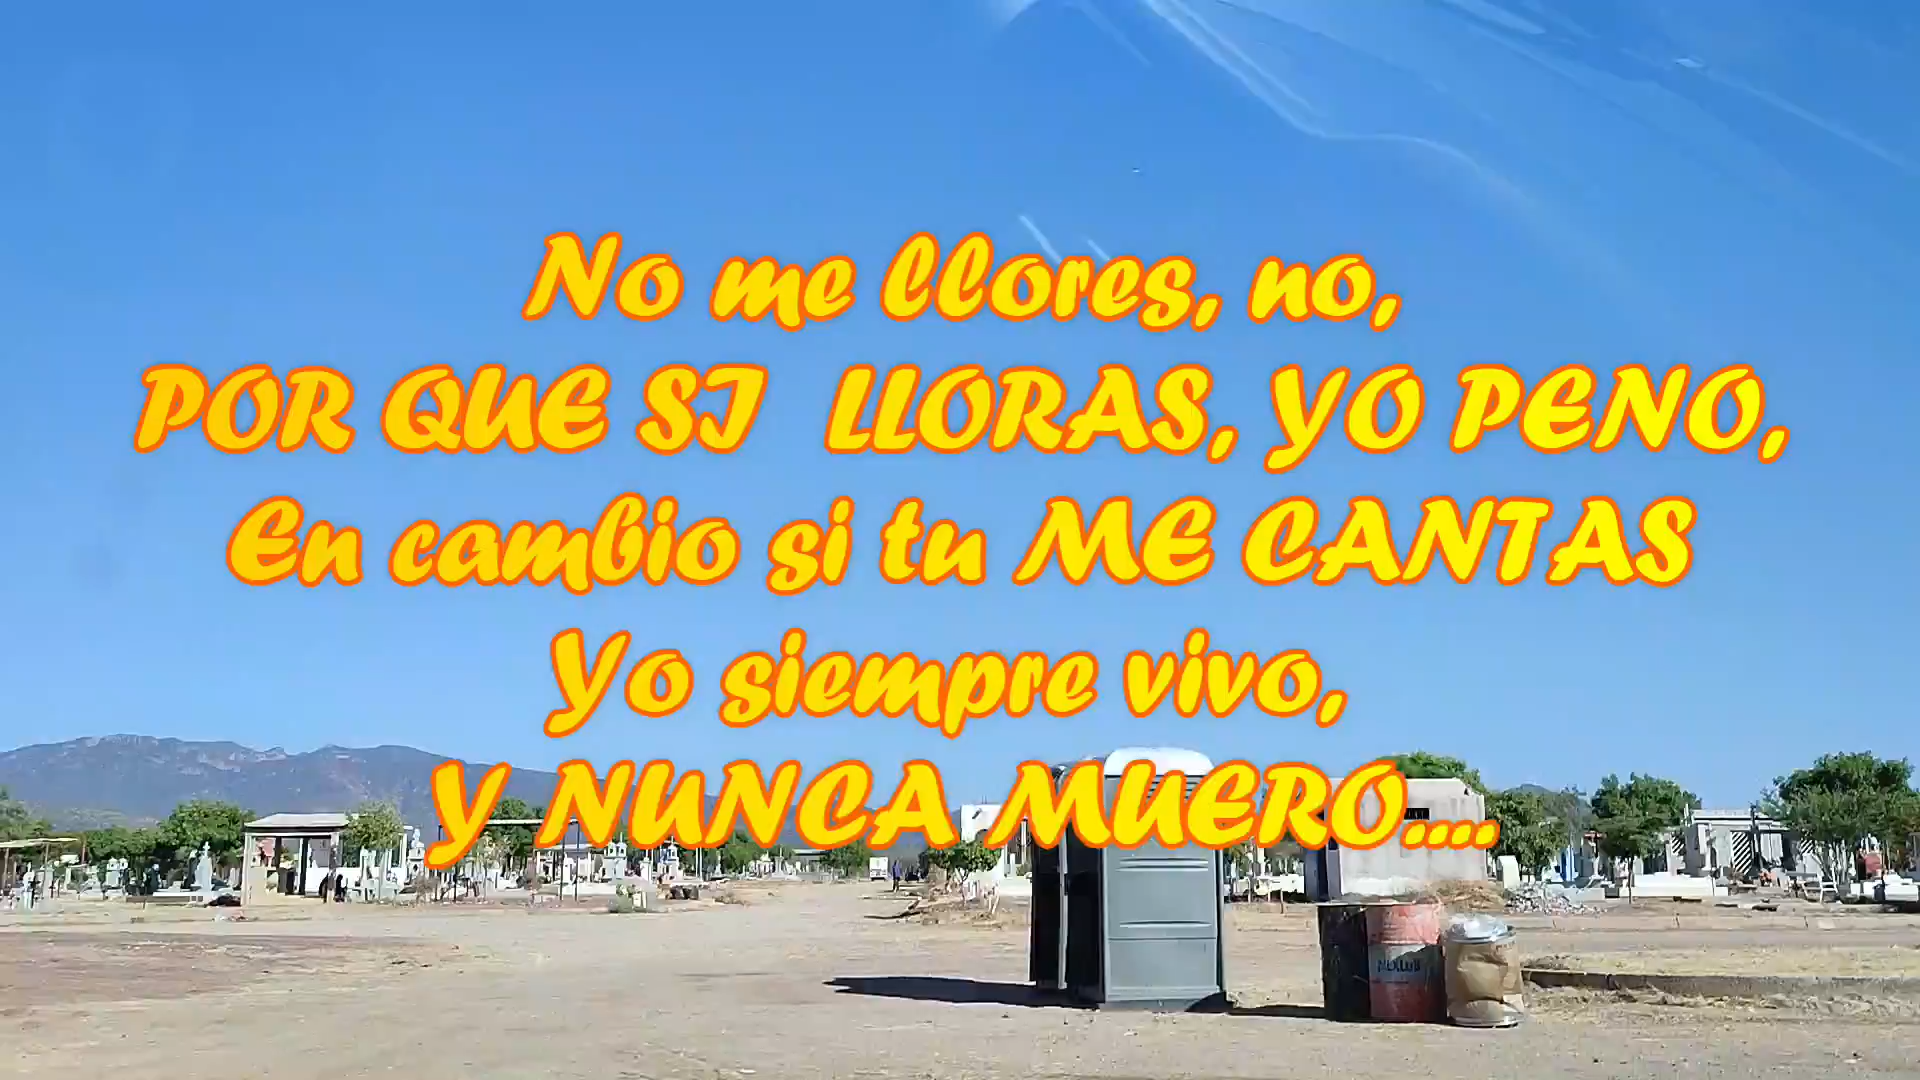 No me llores, no,
POR QUE SI LLORAS, YO PENO,
En cambio si tu ME CANTAS
Yo siempre vivo,
Y NUNCA MUERO....